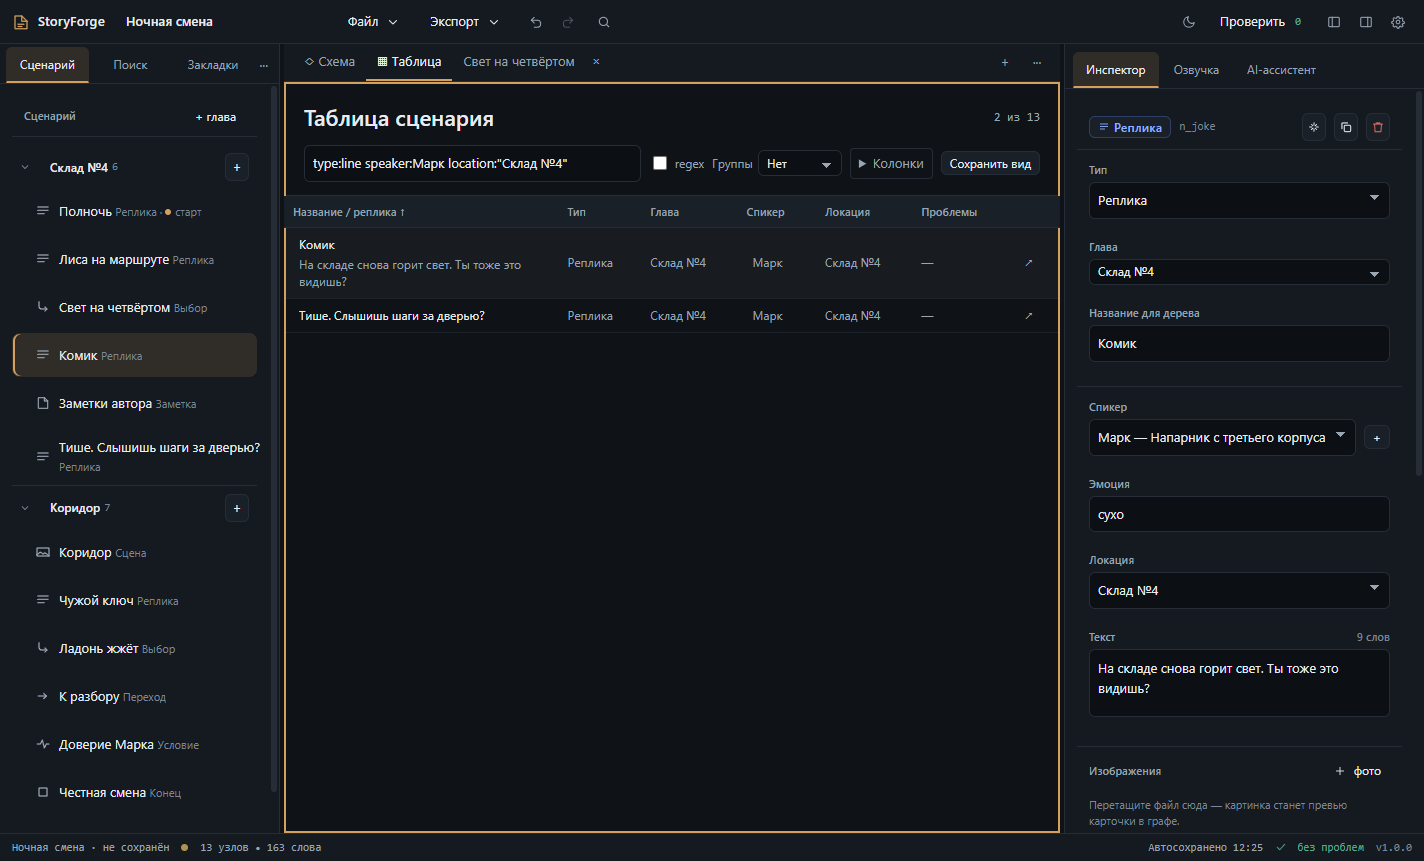 StoryForge Ночная смена Файл Экспорт Проверить 0
Сценарий Поиск Закладки ...
Сценарий + глава
Склад №4 6 +
Полночь Реплика · старт
Лиса на маршруте Реплика
Свет на четвёртом Выбор
Комик Реплика
Заметки автора Заметка
Тише. Слышишь шаги за дверью?
Реплика
Коридор 7 +
Коридор Сцена
Чужой ключ Реплика
Ладонь жжёт Выбор
К разбору Переход
Доверие Марка Условие
Честная смена Конец
Схема Таблица Свет на четвёртом × + ...
Таблица сценария 2 из 13
type:line speaker:Марк location:"Склад №4" regex Группы Нет Колонки Сохранить вид
Название / реплика ↑ Тип Глава Спикер Локация Проблемы
Комик
На складе снова горит свет. Ты тоже это
видишь?
Реплика Склад №4 Марк Склад №4 — ↗
Тише. Слышишь шаги за дверью? Реплика Склад №4 Марк Склад №4 — ↗
Инспектор Озвучка AI-ассистент
Реплика n_joke
Тип
Реплика
Глава
Склад №4
Название для дерева
Комик
Спикер
Марк — Напарник с третьего корпуса +
Эмоция
сухо
Локация
Склад №4
Текст 9 слов
На складе снова горит свет. Ты тоже это
видишь?
Изображения + фото
Перетащите файл сюда — картинка станет превью
карточки в графе.
Ночная смена · не сохранён 13 узлов • 163 слова Автосохранено 12:25 ✓ без проблем v1.0.0